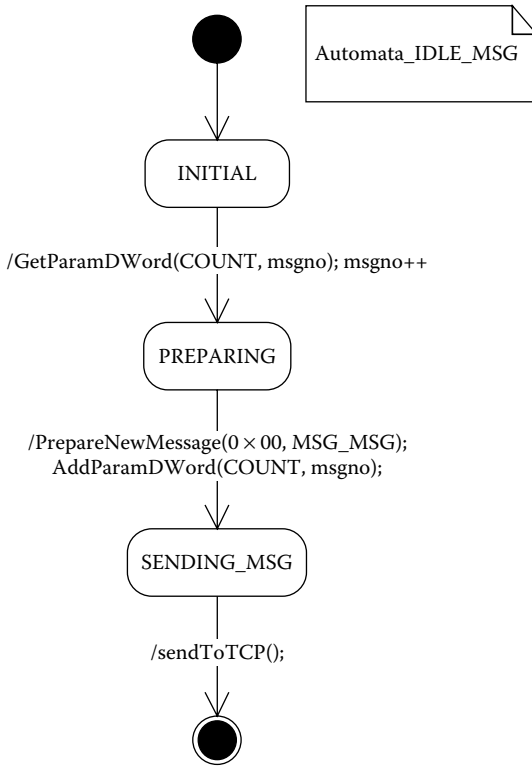 Automata_IDLE_MSG
INITIAL
/GetParamDWord(COUNT, msgno); msgno++
PREPARING
/PrepareNewMessage(0 × 00, MSG_MSG);
AddParamDWord(COUNT, msgno);
SENDING_MSG
/sendToTCP();